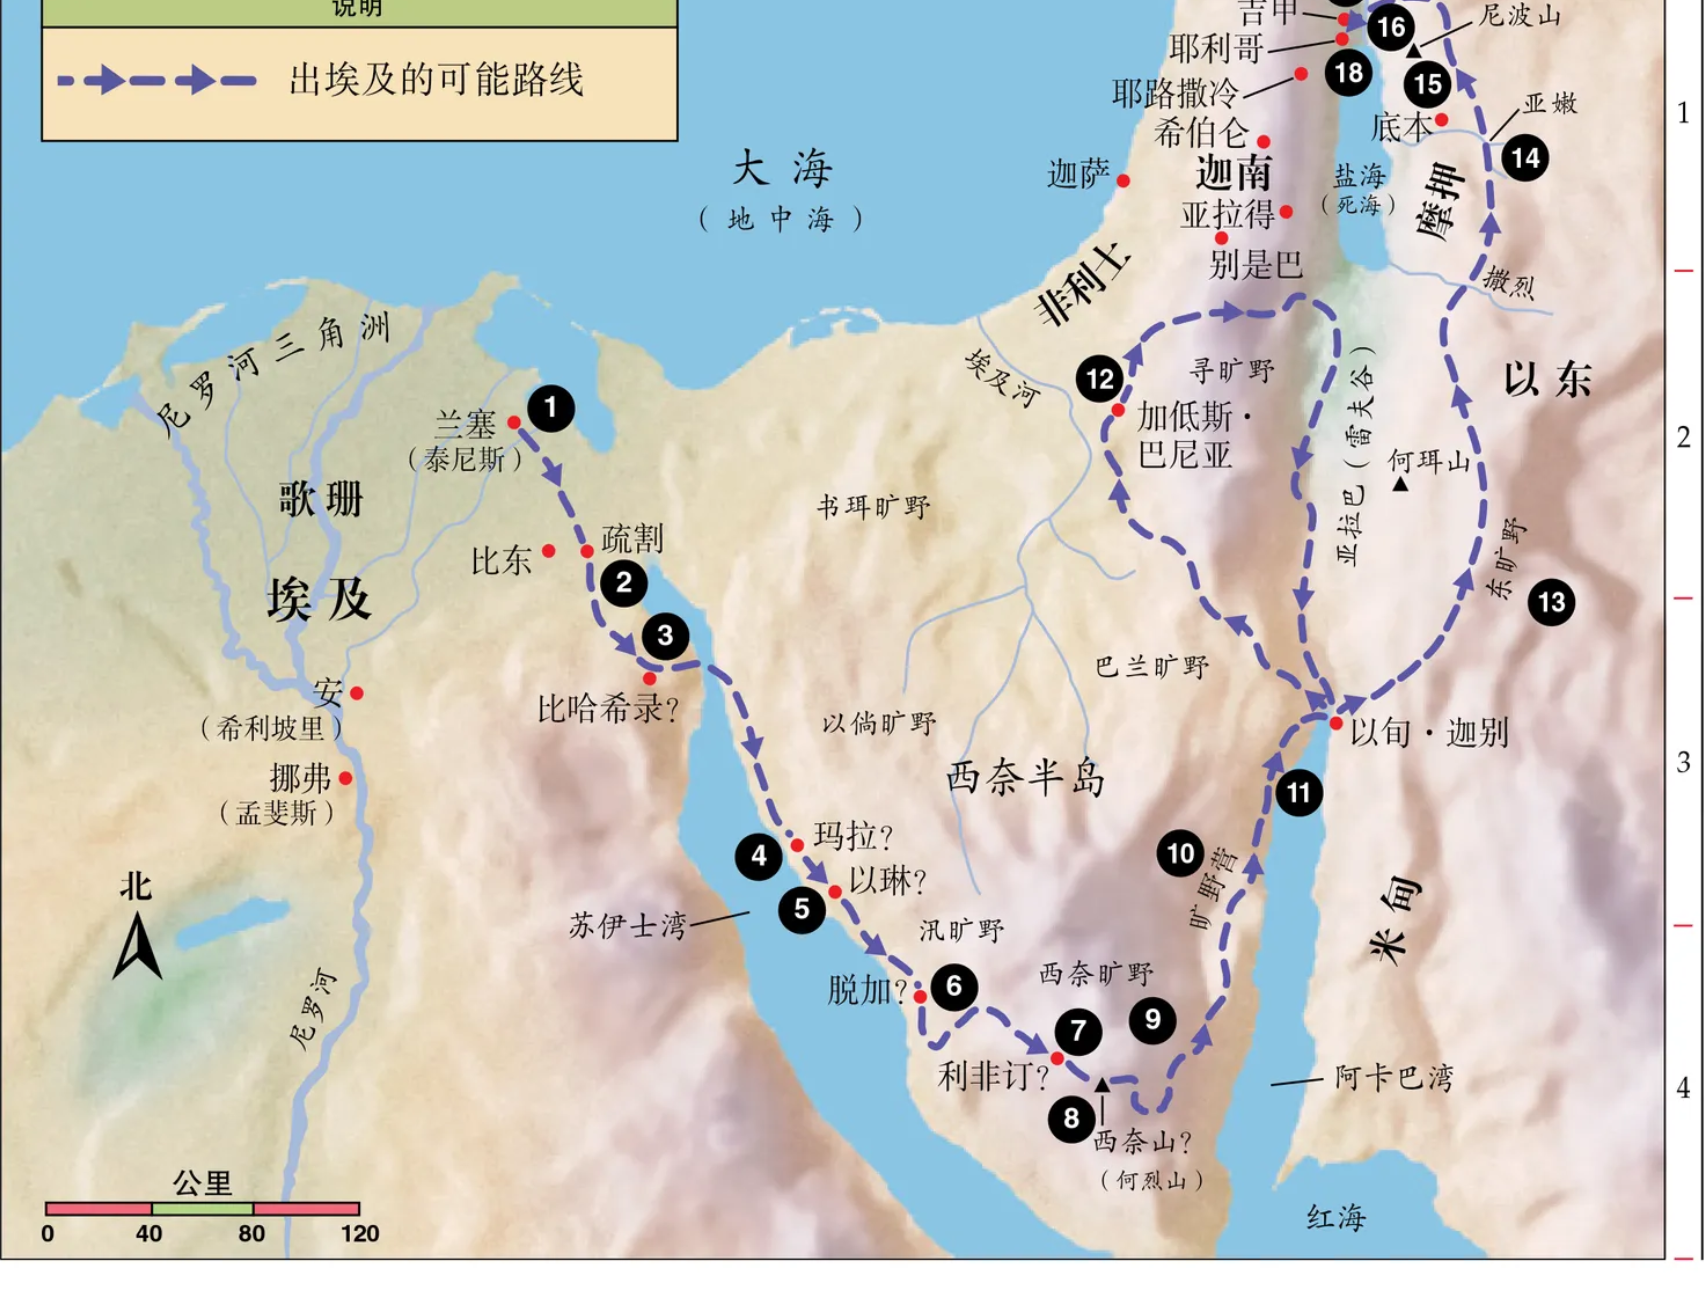 说明
出埃及的可能路线
大海
（地中海）
吉甲
耶利哥
耶路撒冷
希伯仑
迦萨
迦南
亚拉得
别是巴
非利士
盐海
（死海）
16
尼波山
18
15
底本
亚嫩
14
摩押
撒烈
以东
1
2
3
4
尼罗河三角洲
兰塞
（泰尼斯）
1
歌珊
埃及
比东
疏割
2
3
比哈希录？
安
（希利坡里）
挪弗
（孟斐斯）
尼罗河
北
公里
0 40 80 120
埃及河
12
寻旷野
加低斯·
巴尼亚
书珥旷野
亚拉巴（雷夫谷）
何珥山
东旷野
13
巴兰旷野
以倘旷野
西奈半岛
以旬·迦别
11
10
旷野营
米甸
玛拉？
4
以琳？
5
苏伊士湾
汛旷野
脱加？
6
西奈旷野
7
9
利非订？
8
西奈山？
（何烈山）
阿卡巴湾
红海